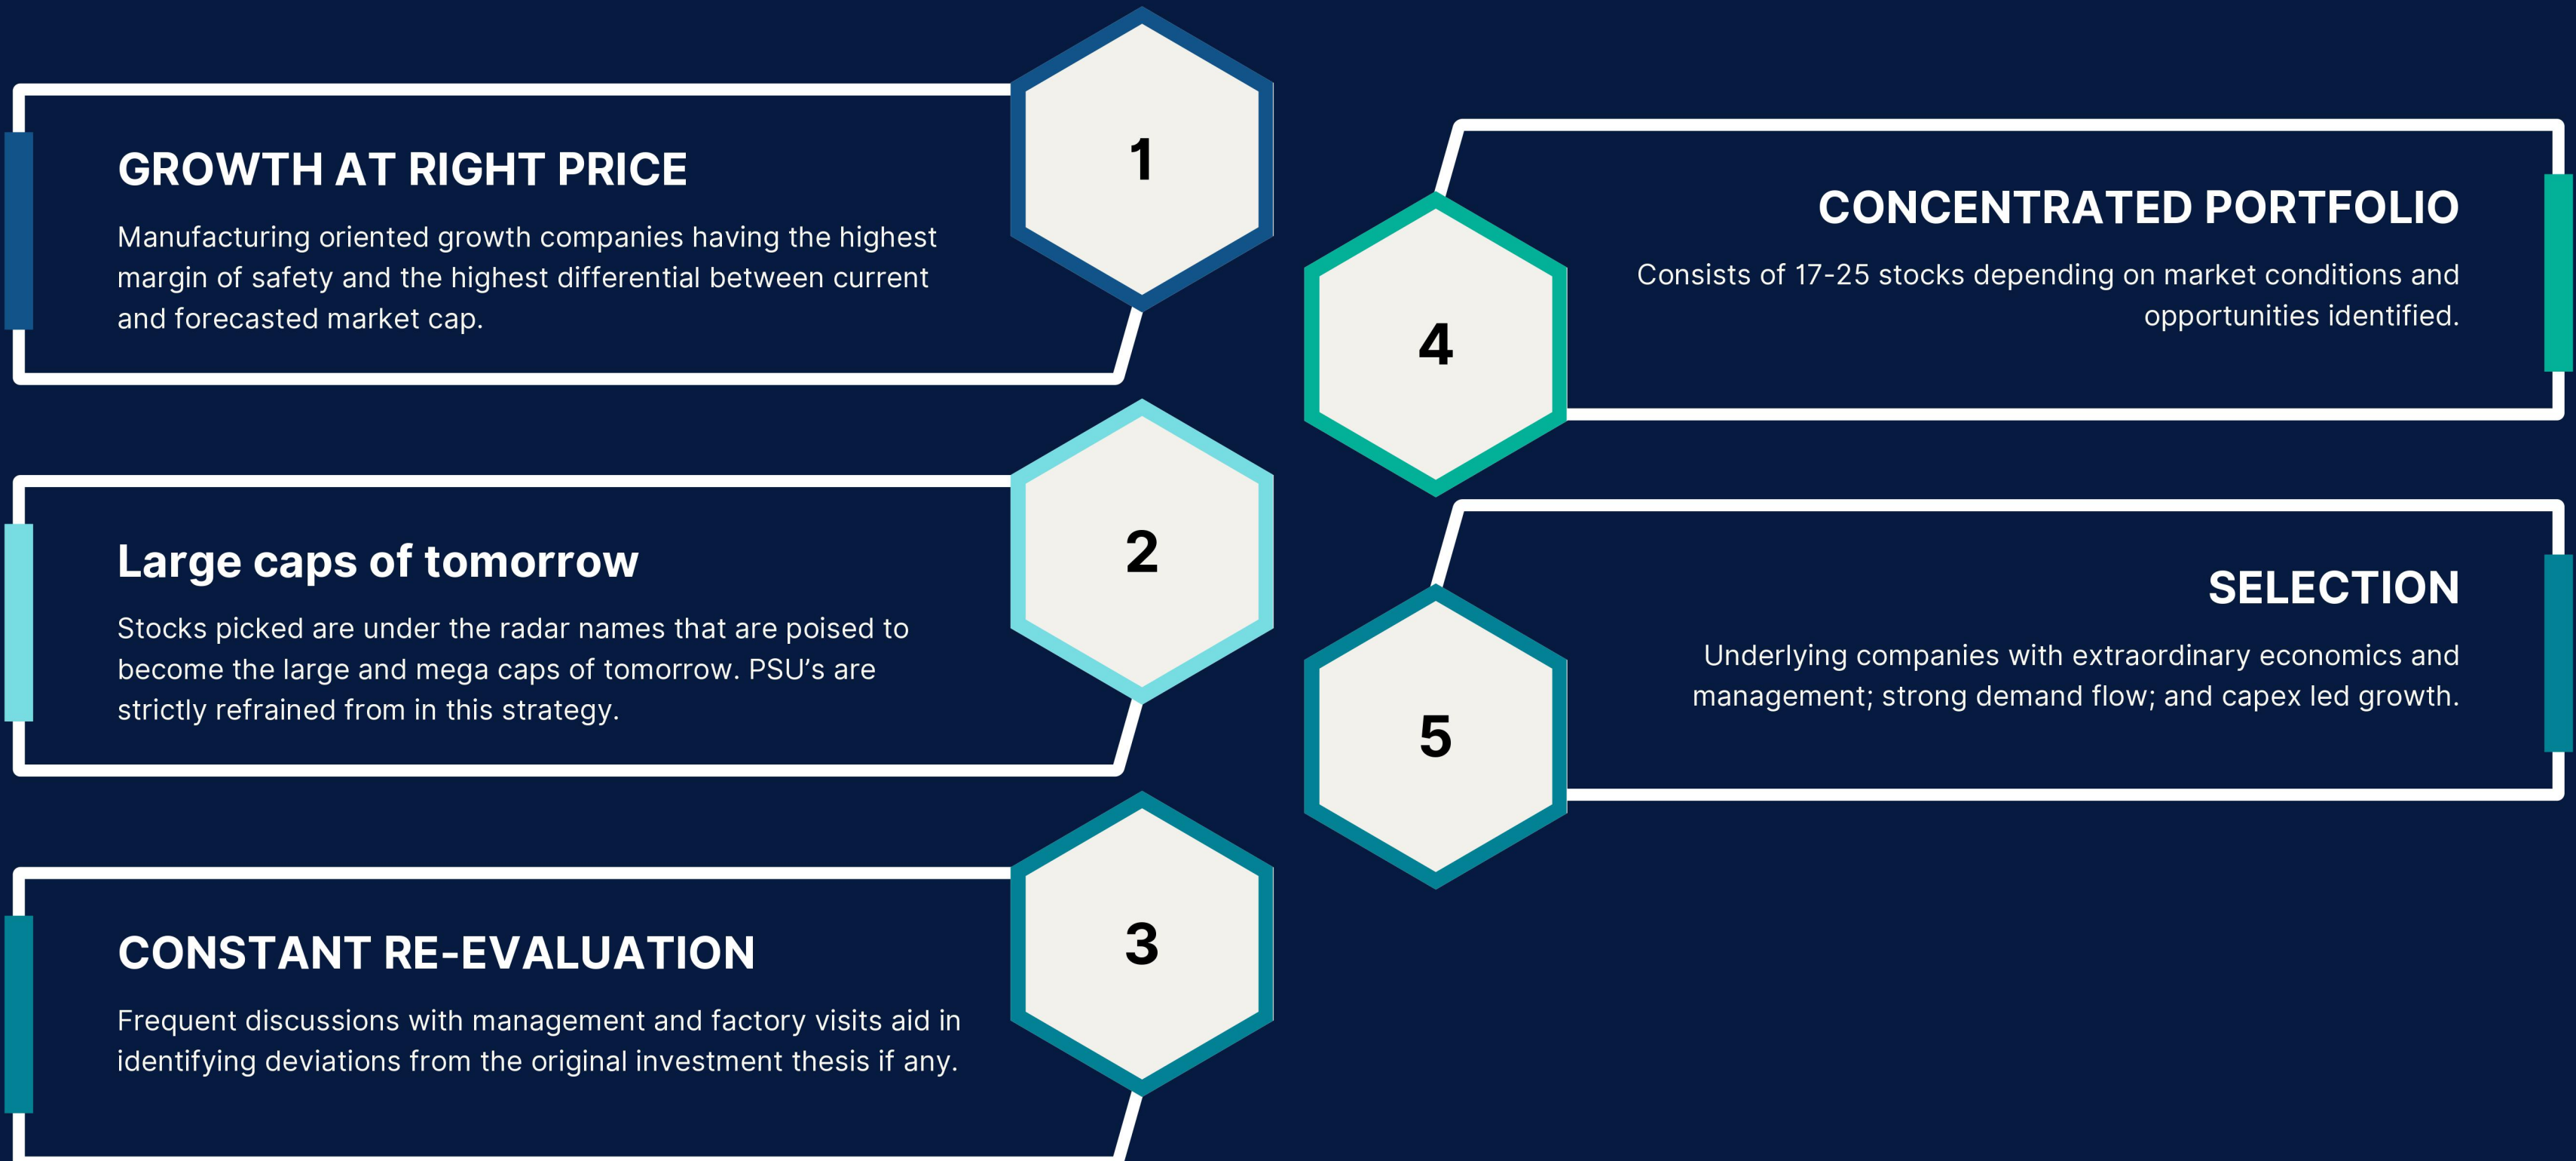 1
GROWTH AT RIGHT PRICE
Manufacturing oriented growth companies having the highest
margin of safety and the highest differential between current
and forecasted market cap.
2
Large caps of tomorrow
Stocks picked are under the radar names that are poised to
become the large and mega caps of tomorrow. PSU’s are
strictly refrained from in this strategy.
3
CONSTANT RE-EVALUATION
Frequent discussions with management and factory visits aid in
identifying deviations from the original investment thesis if any.
4
CONCENTRATED PORTFOLIO
Consists of 17-25 stocks depending on market conditions and
opportunities identified.
5
SELECTION
Underlying companies with extraordinary economics and
management; strong demand flow; and capex led growth.